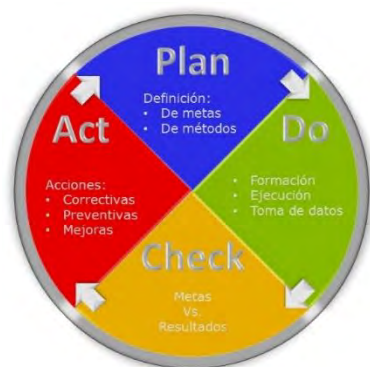 Plan
Definición:
• De metas
• De métodos
Do
• Formación
• Ejecución
• Toma de datos
Check
Metas
Vs.
Resultados
Act
Acciones:
• Correctivas
• Preventivas
• Mejoras